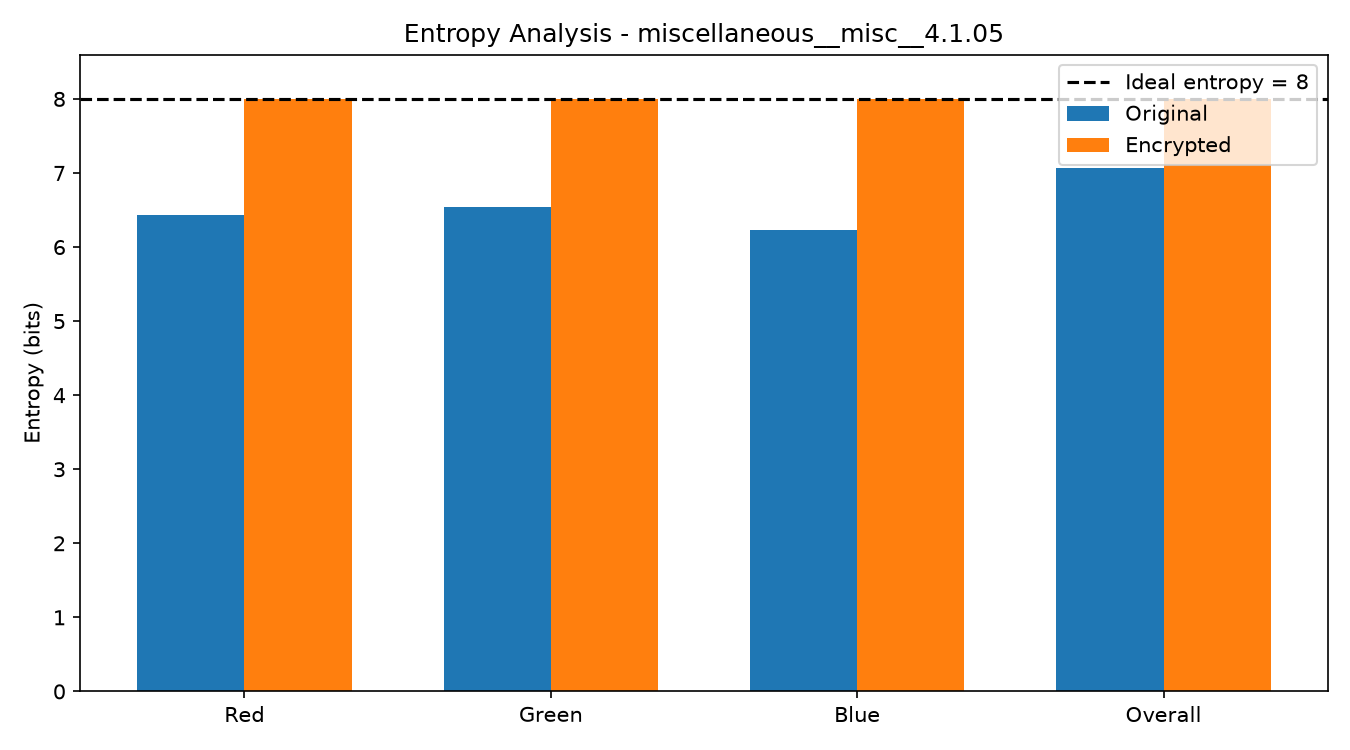 Entropy Analysis - miscellaneous__misc__4.1.05
Ideal entropy = 8
Original
Encrypted
Entropy (bits)
8
7
6
5
4
3
2
1
0
Red Green Blue Overall